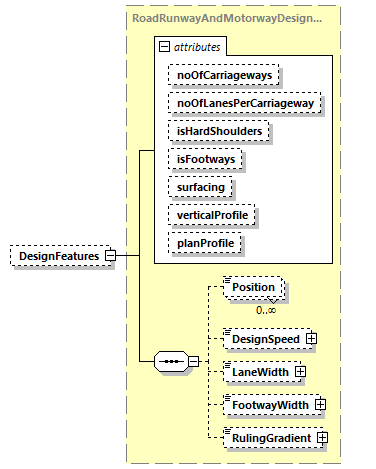 RoadRunwayAndMotorwayDesign...
attributes
noOfCarriageways
noOfLanesPerCarriageway
isHardShoulders
isFootways
surfacing
verticalProfile
planProfile
DesignFeatures
Position
0..∞
DesignSpeed
LaneWidth
FootwayWidth
RulingGradient